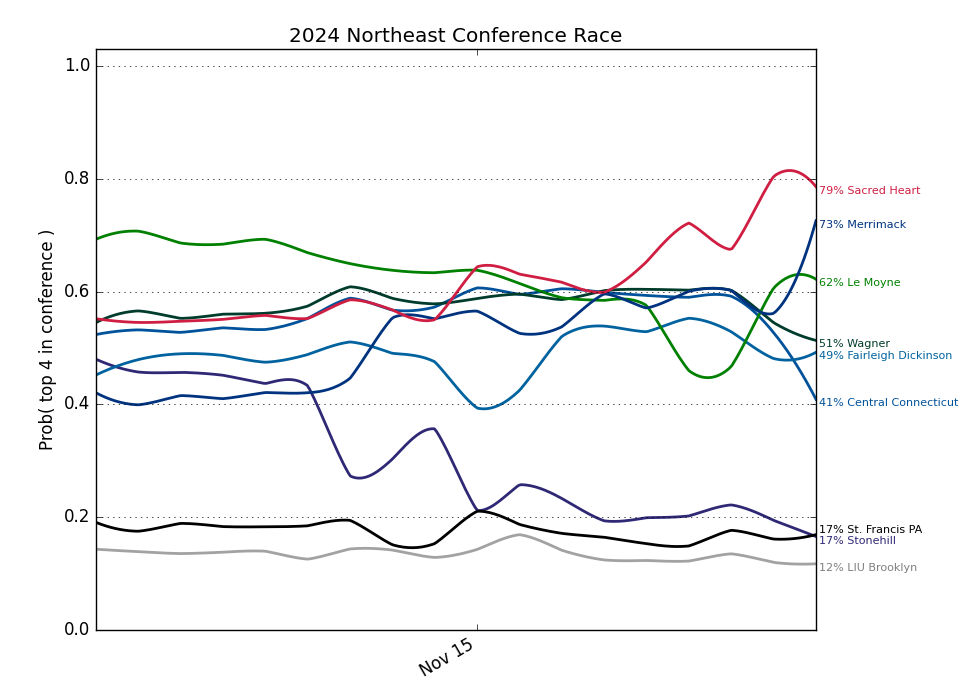 2024 Northeast Conference Race
Prob( top 4 in conference )
1.0
0.8
0.6
0.4
0.2
0.0
Nov 15
79% Sacred Heart
73% Merrimack
62% Le Moyne
51% Wagner
49% Fairleigh Dickinson
41% Central Connecticut
17% St. Francis PA
17% Stonehill
12% LIU Brooklyn